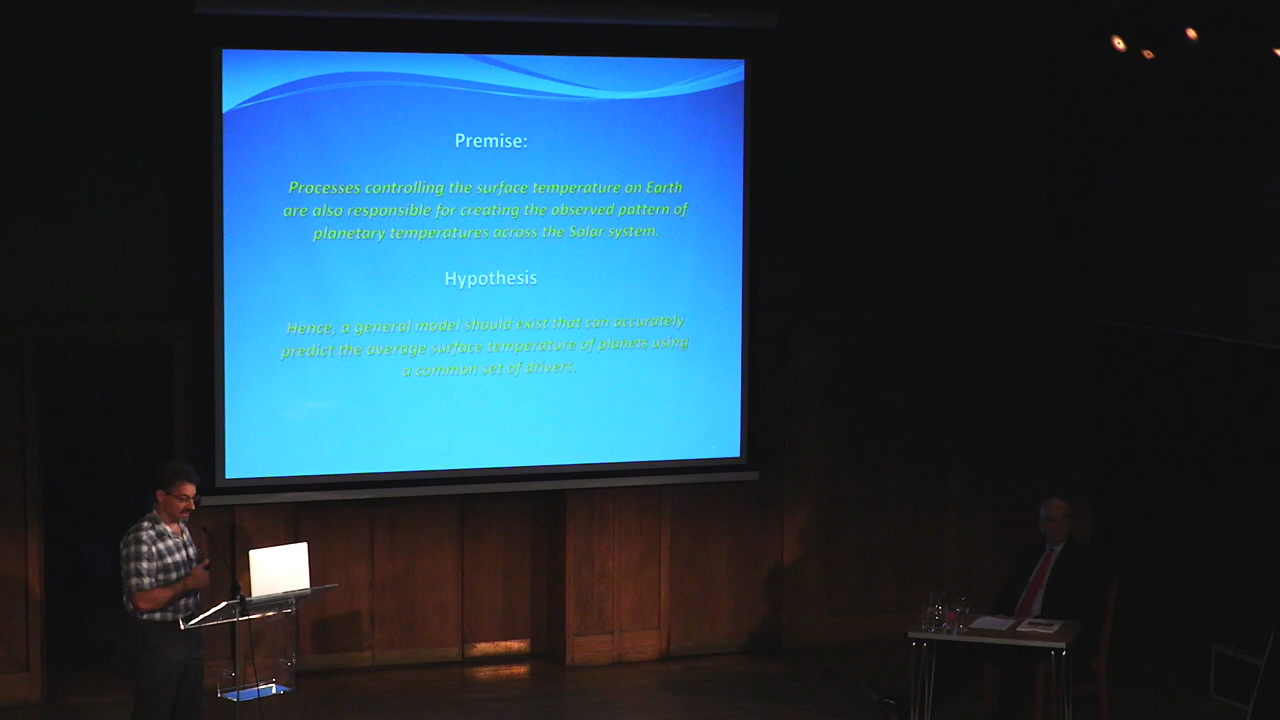 Premise:
Processes controlling the surface temperature on Earth
are also responsible for creating the observed pattern of
planetary temperatures across the Solar system.
Hypothesis
Hence, a general model should exist that can accurately
predict the average surface temperature of planets using
a common set of drivers.